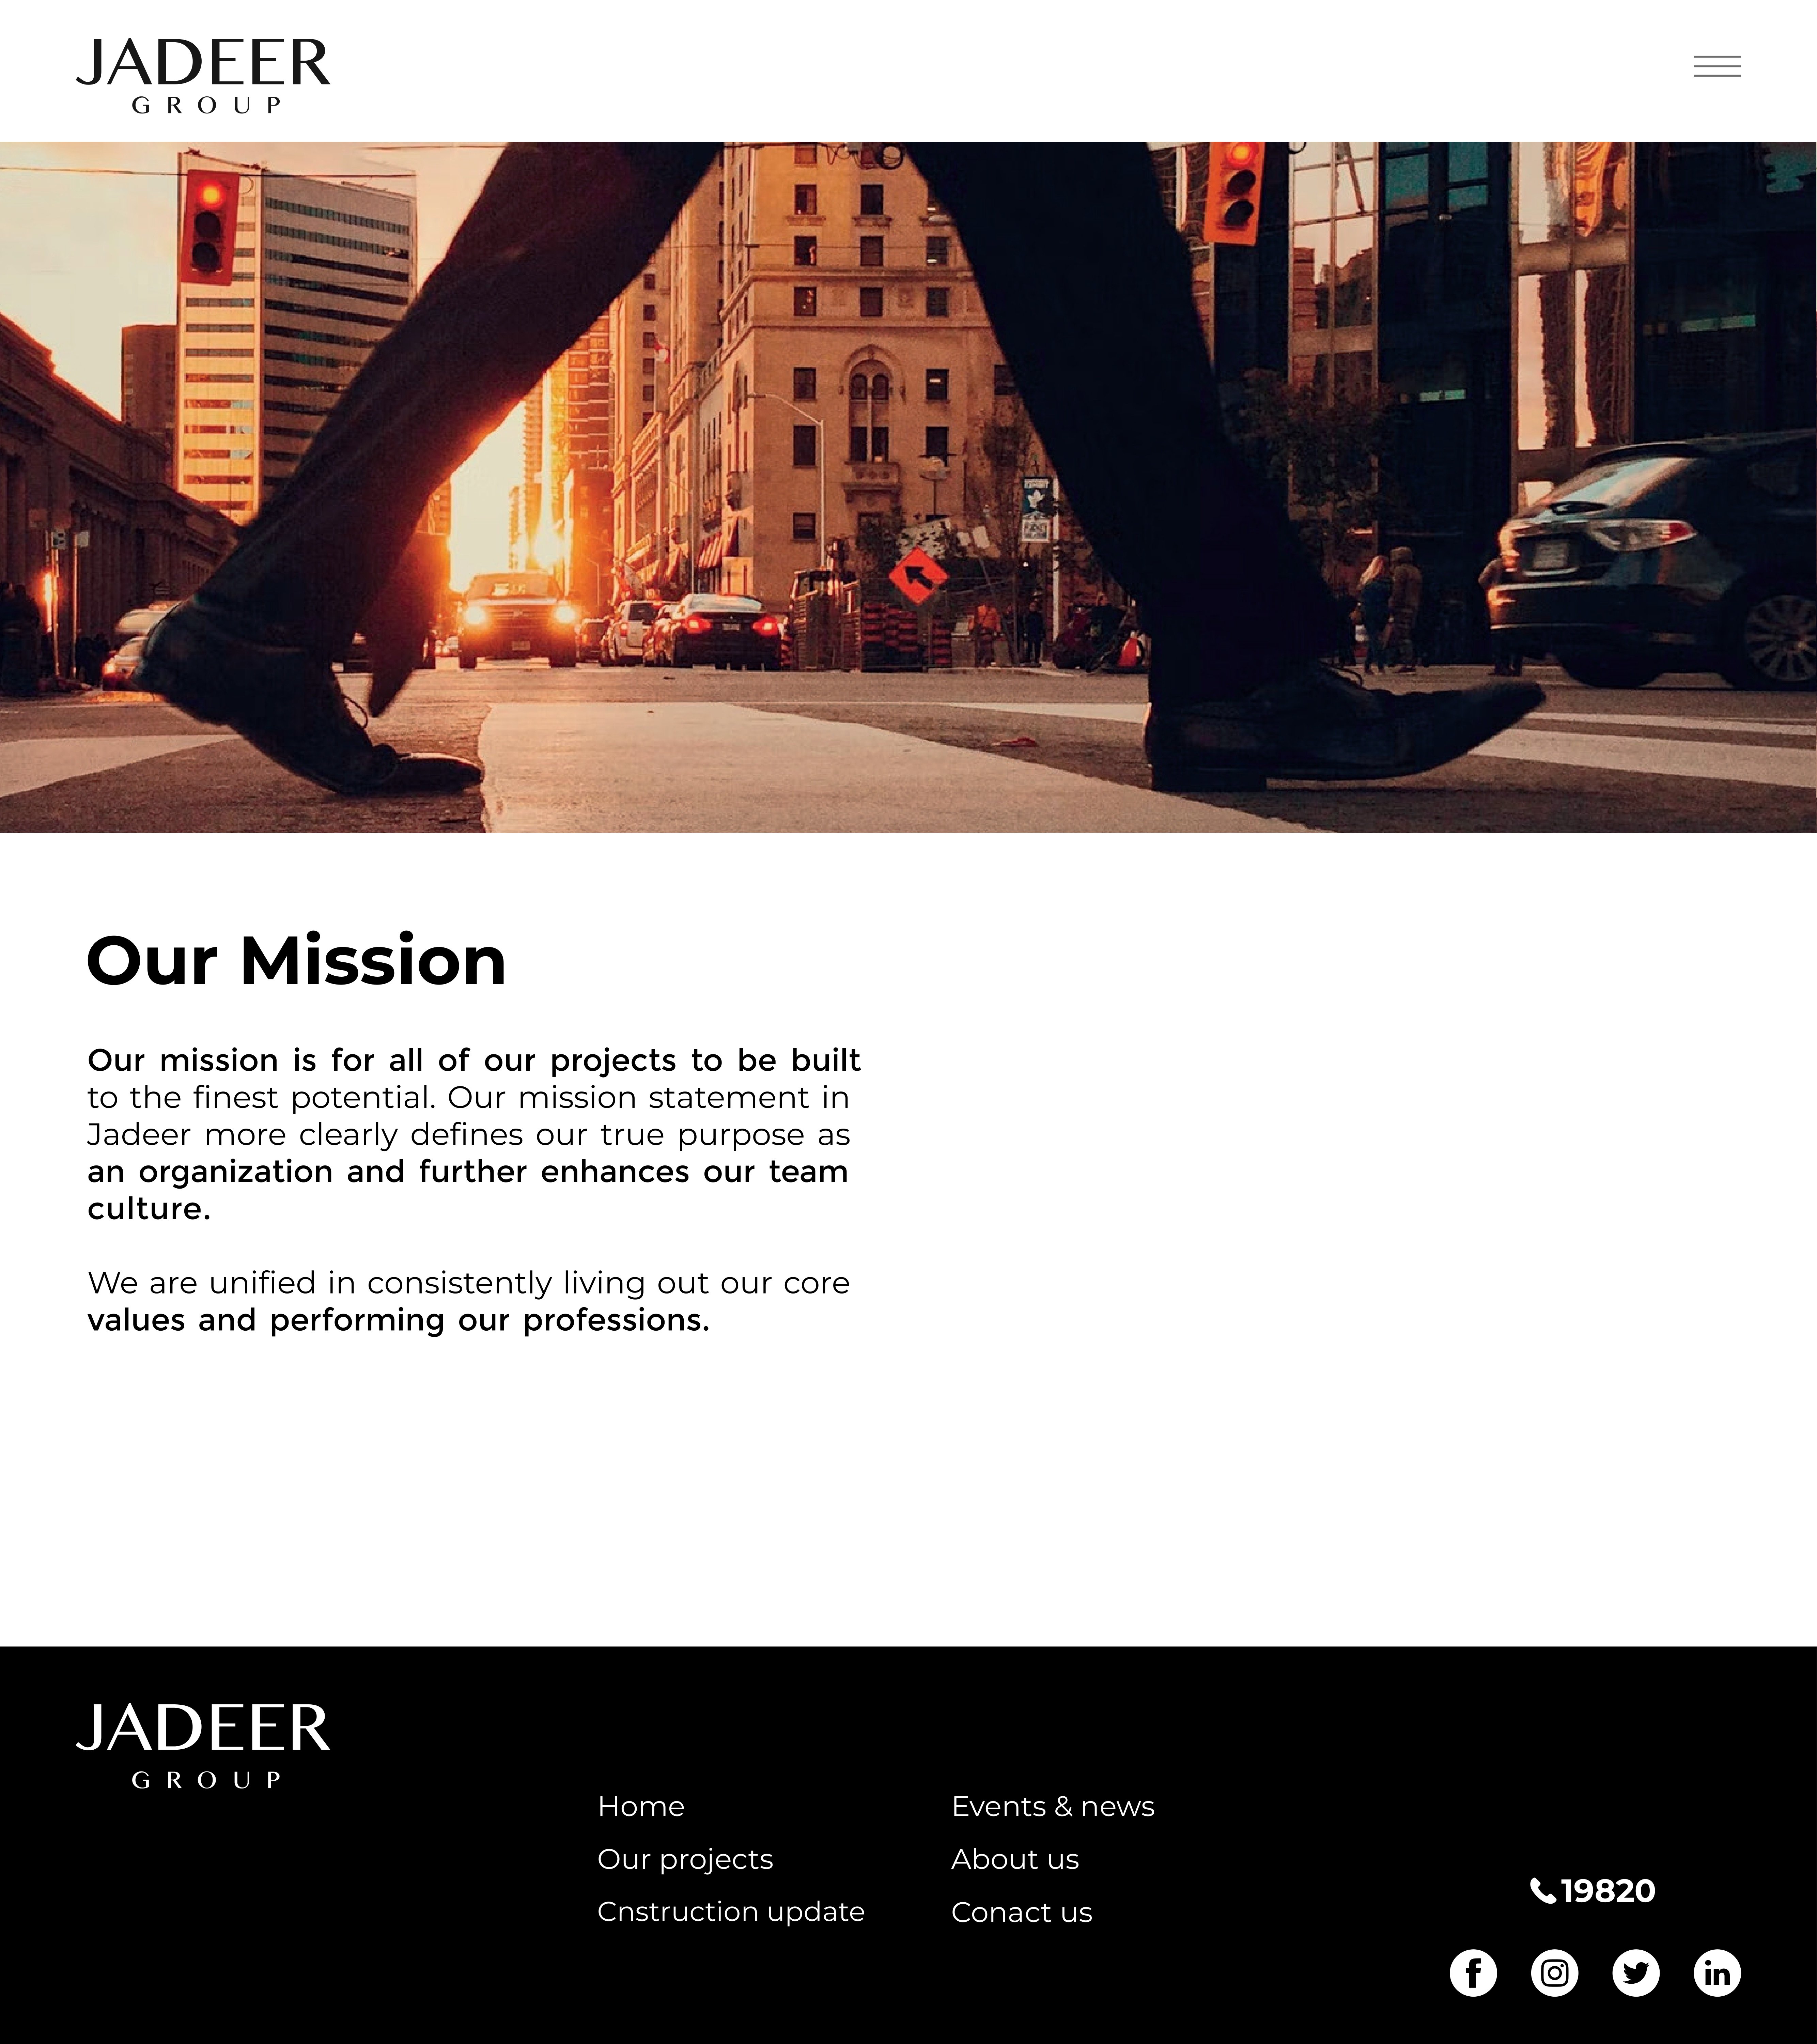 JADEER
GROUP
Our Mission
Our mission is for all of our projects to be built
to the finest potential. Our mission statement in
Jadeer more clearly defines our true purpose as
an organization and further enhances our team
culture.
We are unified in consistently living out our core
values and performing our professions.
JADEER
GROUP
Home
Our projects
Cnstruction update
Events & news
About us
Conact us
19820